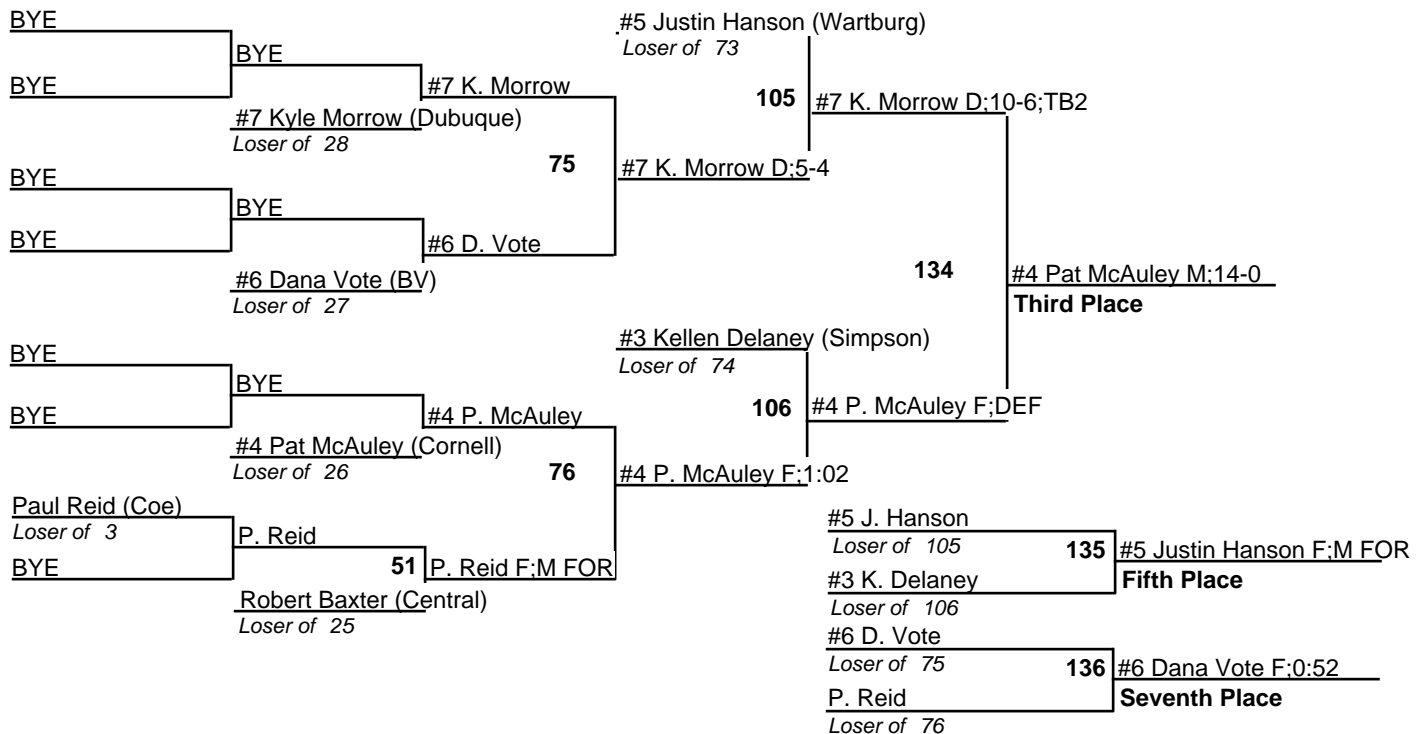 BYE
#5 Justin Hanson (Wartburg)
Loser of 73
BYE
BYE
#7 K. Morrow
105
#7 K. Morrow D;10-6;TB2
#7 Kyle Morrow (Dubuque)
Loser of 28
75
#7 K. Morrow D;5-4
BYE
BYE
BYE
#6 D. Vote
#6 Dana Vote (BV)
Loser of 27
134
#4 Pat McAuley M;14-0
Third Place
BYE
#3 Kellen Delaney (Simpson)
Loser of 74
BYE
BYE
#4 P. McAuley
106
#4 P. McAuley F;DEF
#4 Pat McAuley (Cornell)
Loser of 26
76
#4 P. McAuley F;1:02
Paul Reid (Coe)
Loser of 3
P. Reid
BYE
51
P. Reid F;M FOR
Robert Baxter (Central)
Loser of 25
#5 J. Hanson
Loser of 105
135
#5 Justin Hanson F;M FOR
#3 K. Delaney
Fifth Place
Loser of 106
#6 D. Vote
Loser of 75
136
#6 Dana Vote F;0:52
P. Reid
Seventh Place
Loser of 76